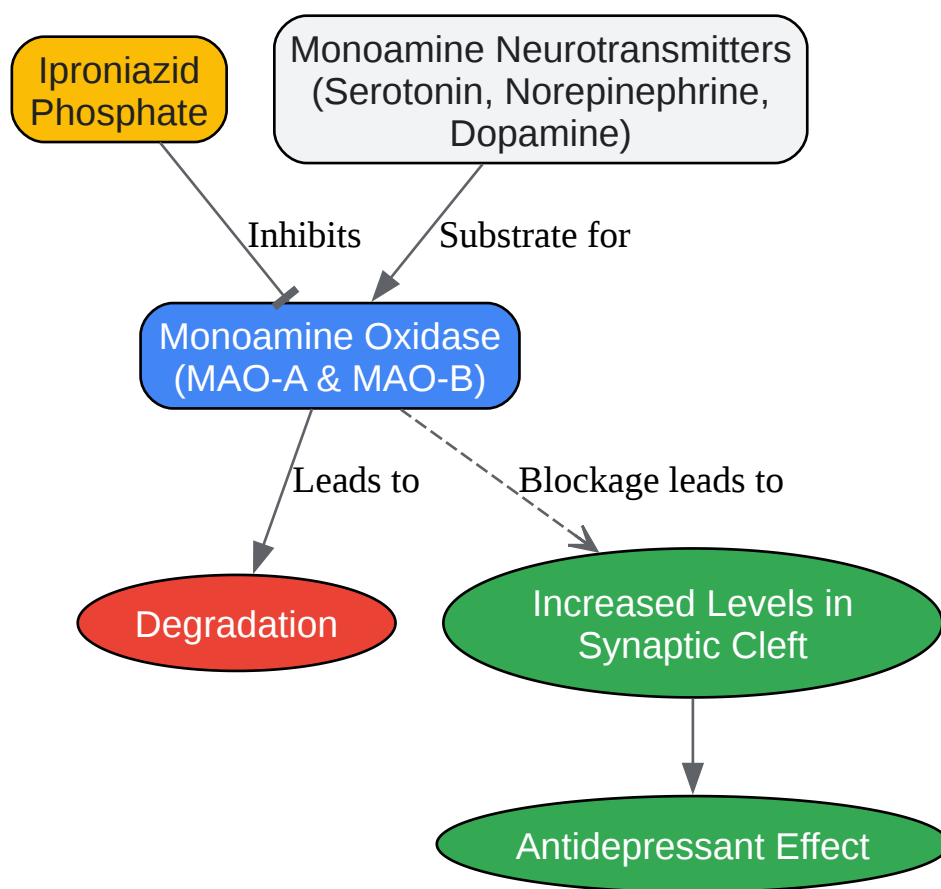 Iproniazid
Phosphate
Monoamine Neurotransmitters
(Serotonin, Norepinephrine,
Dopamine)
Inhibits
Substrate for
Monoamine Oxidase
(MAO-A & MAO-B)
Leads to
Blockage leads to
Degradation
Increased Levels in
Synaptic Cleft
Antidepressant Effect